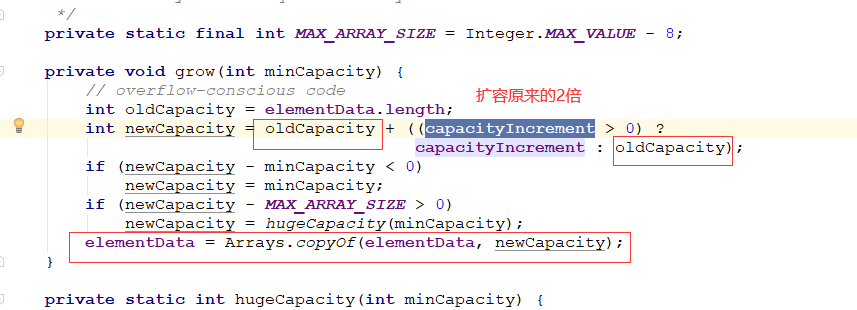 */
private static final int MAX_ARRAY_SIZE = Integer.MAX_VALUE - 8;
private void grow(int minCapacity) {
// overflow-conscious code
扩容原来的2倍
int oldCapacity = elementData.length;
int newCapacity = oldCapacity + ((capacityIncrement > 0) ?
capacityIncrement : oldCapacity);
if (newCapacity - minCapacity < 0)
newCapacity = minCapacity;
if (newCapacity - MAX_ARRAY_SIZE > 0)
newCapacity = hugeCapacity(minCapacity);
elementData = Arrays.copyOf(elementData, newCapacity);
}
private static int hugeCapacity(int minCapacity) {